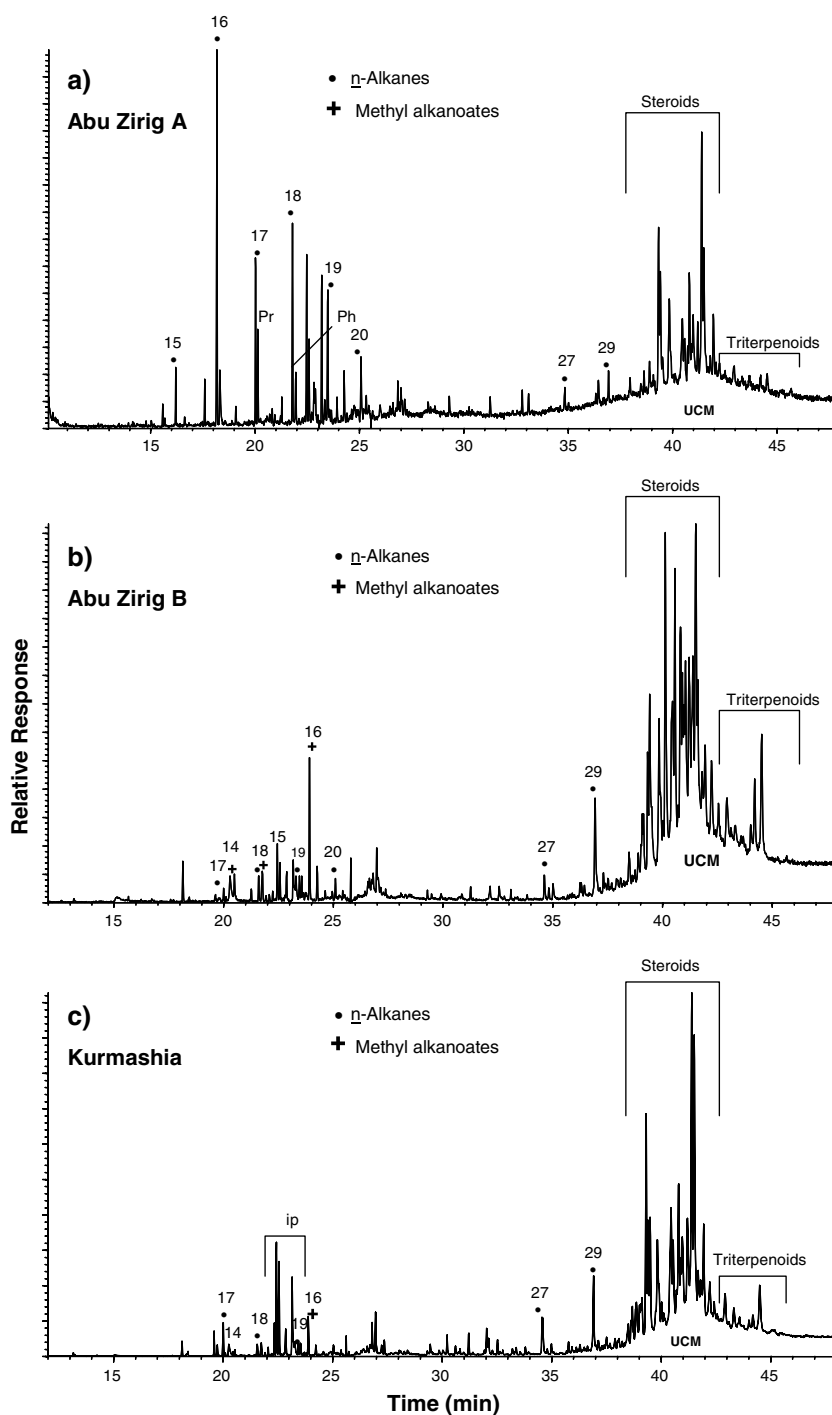 16
a)
Abu Zirig A
• n-Alkanes
+ Methyl alkanoates
Steroids
18
17
19
Pr
Ph
15
20
27
29
Triterpenoids
UCM
15 20 25 30 35 40 45
b)
Abu Zirig B
• n-Alkanes
+ Methyl alkanoates
Steroids
Triterpenoids
16
29
14
15
17
18
19
20
27
UCM
15 20 25 30 35 40 45
Relative Response
c)
Kurmashia
• n-Alkanes
+ Methyl alkanoates
Steroids
ip
17
16
14
18
19
27
29
Triterpenoids
UCM
15 20 25 30 35 40 45
Time (min)